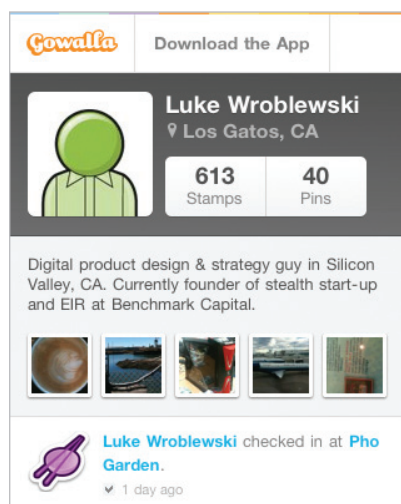 Gowalla
Download the App
Luke Wroblewski
Los Gatos, CA
613
Stamps
40
Pins
Digital product design & strategy guy in Silicon
Valley, CA. Currently founder of stealth start-up
and EIR at Benchmark Capital.
Luke Wroblewski checked in at Pho
Garden.
1 day ago